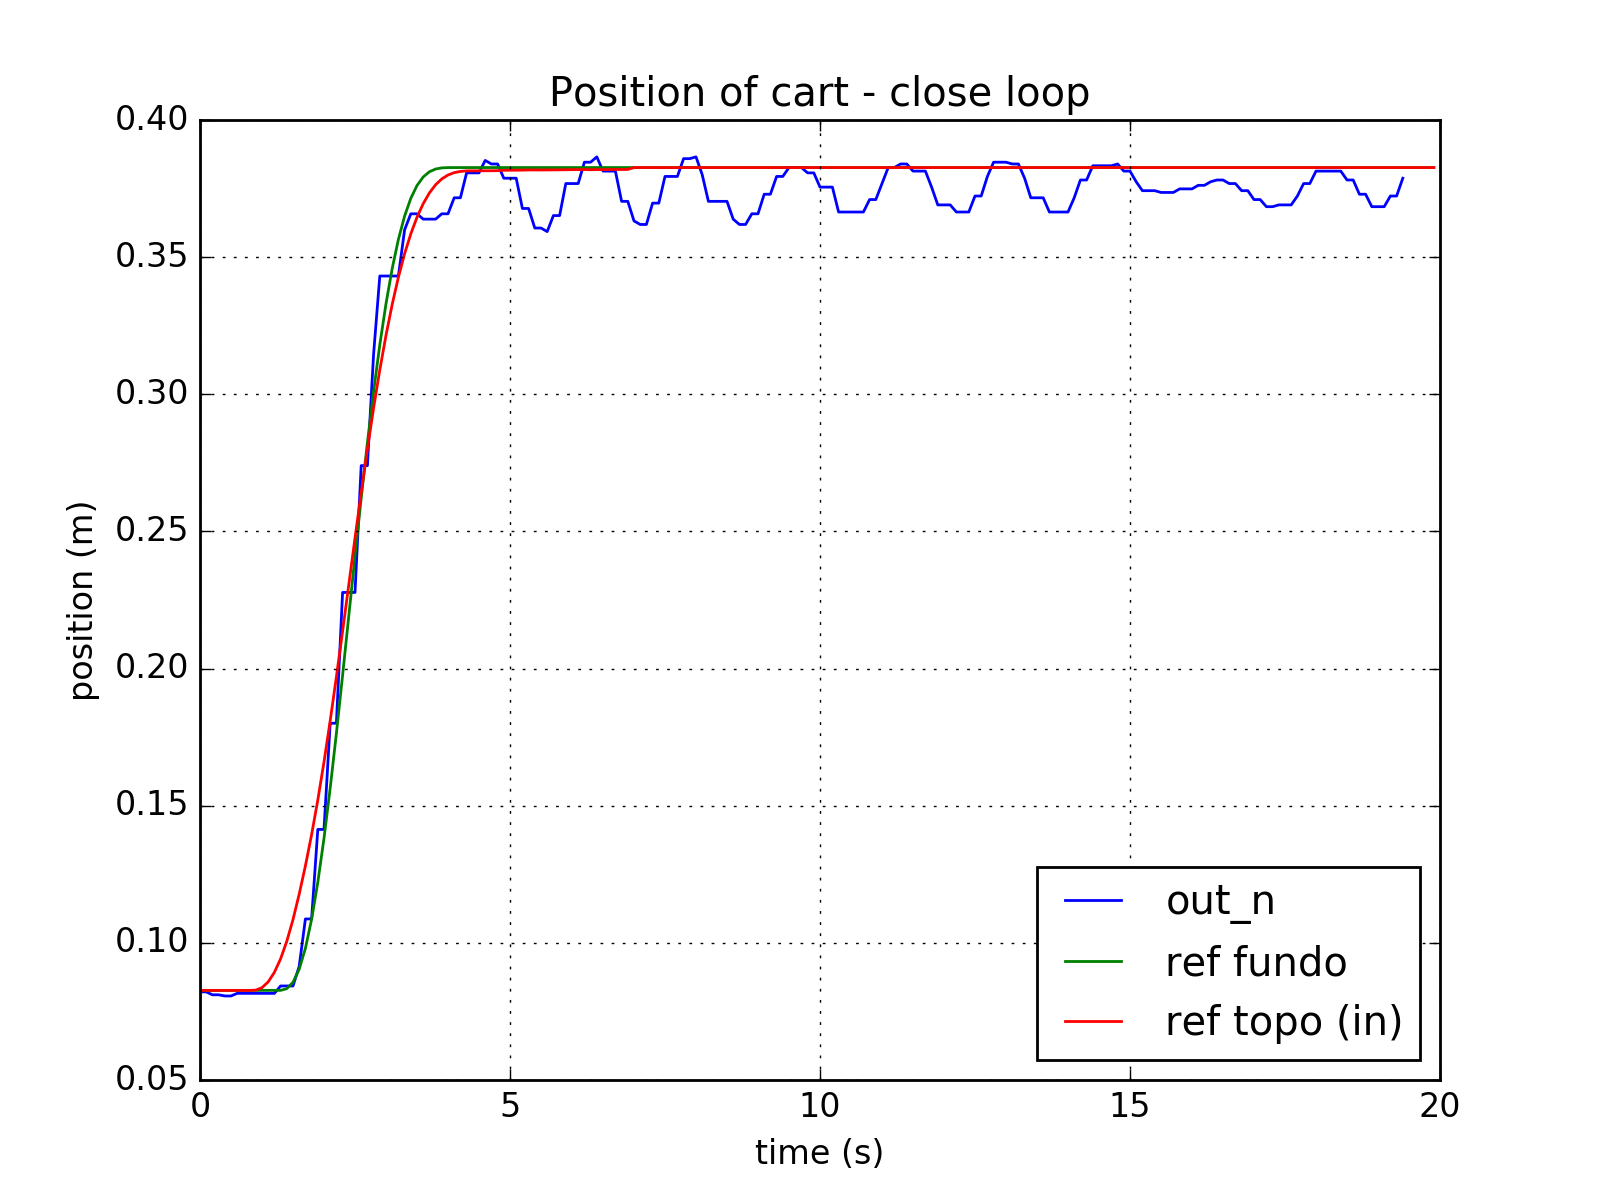 Position of cart - close loop
0.40
0.35
0.30
0.25
0.20
0.15
0.10
0.05
position (m)
0 5 10 15 20
time (s)
out_n
ref fundo
ref topo (in)